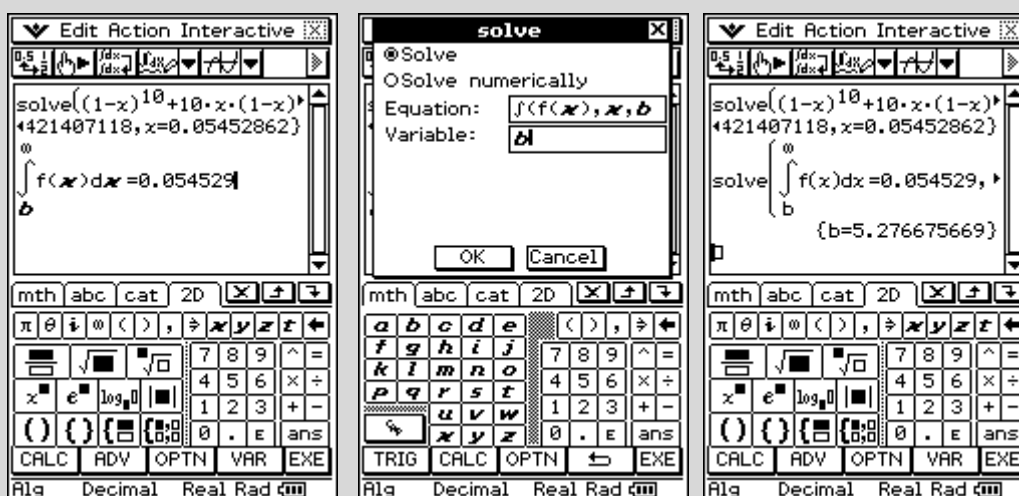 Edit Action Interactive
solve((1-x)^10+10·x·(1-x)
421407118,x=0.05452862}
∞
∫f(x)dx=0.054529
b
mth abc cat 2D
π θ i ∞ ( ) , ⇒ x y z t
√■ ■√□ 7 8 9 ^ =
x■ e■ log■□ |■| 4 5 6 × ÷
1 2 3 + −
( ) { } 0 . E ans
CALC ADV OPTN VAR EXE
Alg Decimal Real Rad
solve
Solve
Solve numerically
Equation: ∫(f(x),x,b
Variable: b
OK Cancel
mth abc cat 2D
a b c d e ( ) , ⇒
f g h i j 7 8 9 ^ =
k l m n o 4 5 6 × ÷
p q r s t 1 2 3 + −
u v w 0 . E ans
x y z
TRIG CALC OPTN EXE
Alg Decimal Real Rad
Edit Action Interactive
solve((1-x)^10+10·x·(1-x)
421407118,x=0.05452862}
∞
solve(∫f(x)dx=0.054529,
b
{b=5.276675669}
mth abc cat 2D
π θ i ∞ ( ) , ⇒ x y z t
√■ ■√□ 7 8 9 ^ =
x■ e■ log■□ |■| 4 5 6 × ÷
1 2 3 + −
( ) { } 0 . E ans
CALC ADV OPTN VAR EXE
Alg Decimal Real Rad